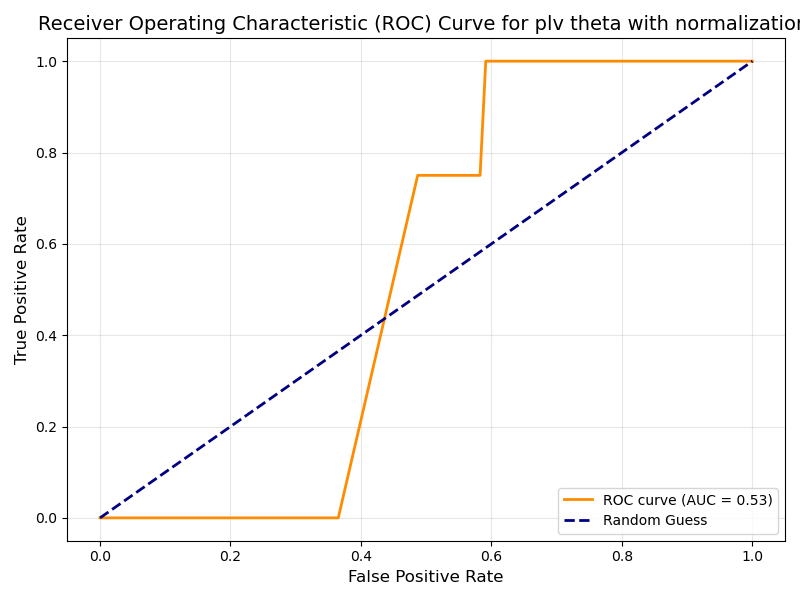 Receiver Operating Characteristic (ROC) Curve for plv theta with normalization
1.0
0.8
0.6
0.4
0.2
0.0
True Positive Rate
0.0 0.2 0.4 0.6 0.8 1.0
False Positive Rate
ROC curve (AUC = 0.53)
Random Guess